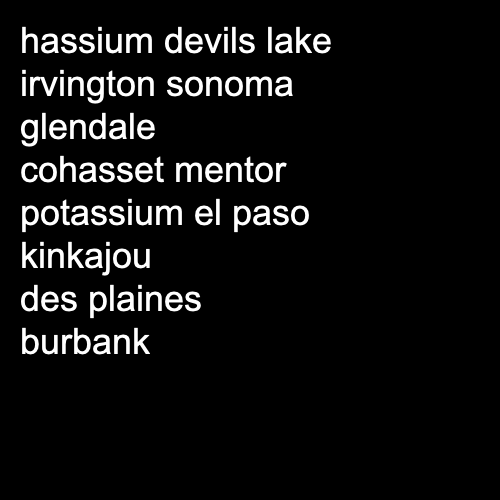 hassium devils lake
irvington sonoma
glendale
cohasset mentor
potassium el paso
kinkajou
des plaines
burbank